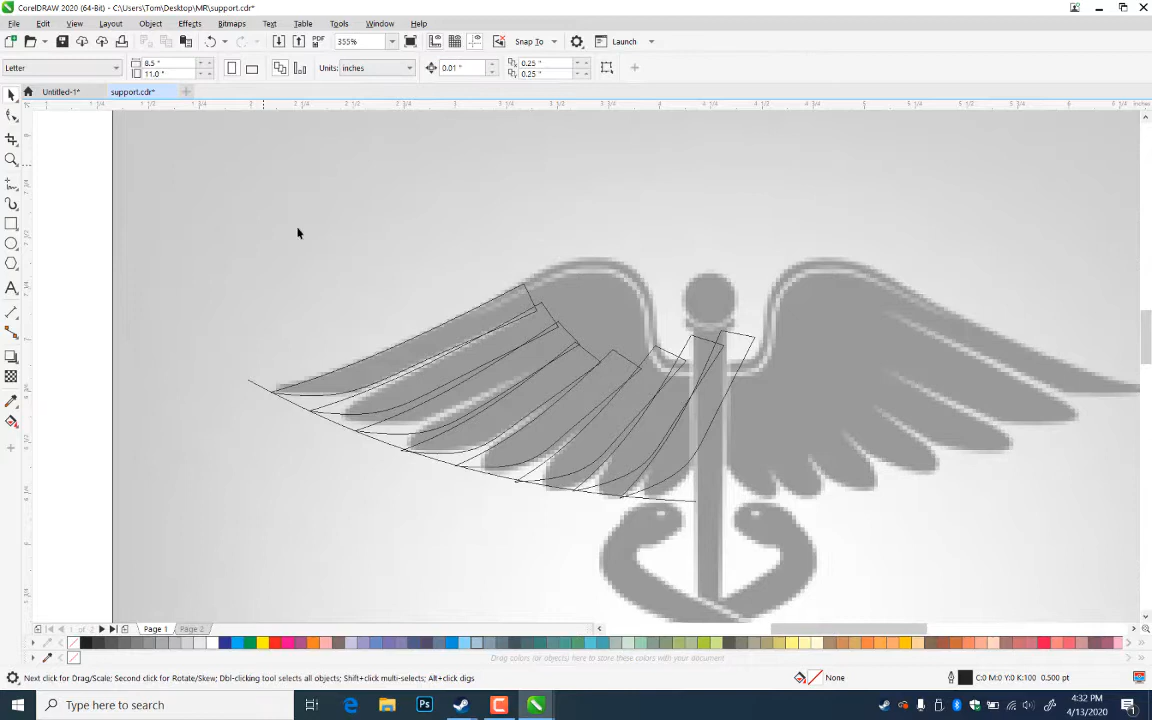 CorelDRAW 2020 (64-Bit) - C:\Users\Tom\Desktop\MR\support.cdr*
File Edit View Layout Object Effects Bitmaps Text Table Tools Window Help
PDF 355% Snap To Launch
Letter 8.5 " 11.0 " Units: inches 0.01 " 0.25 " 0.25 "
Untitled-1* support.cdr*
inches
1 of 2 Page 1 Page 2
Drag colors (or objects) here to store these colors with your document
Next click for Drag/Scale; Second click for Rotate/Skew; Dbl-clicking tool selects all objects; Shift+click multi-selects; Alt+click digs None C:0 M:0 Y:0 K:100 0.500 pt
Type here to search 4:32 PM
4/13/2020